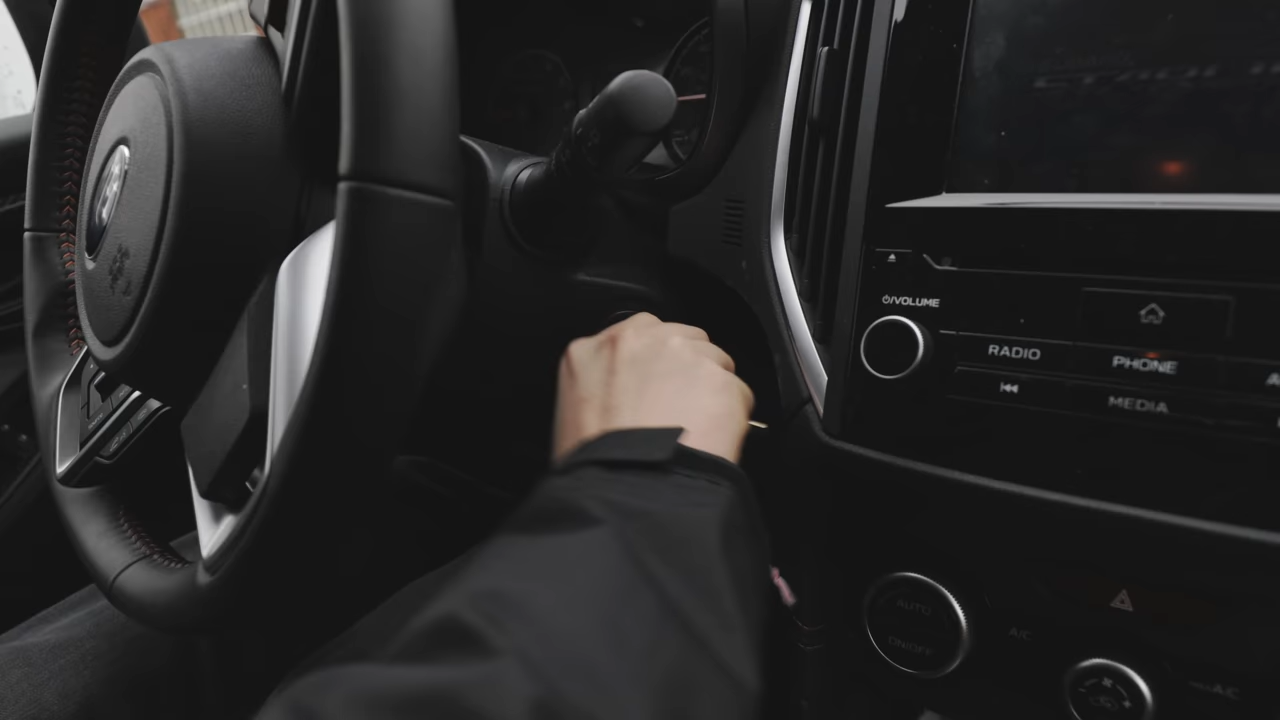 ⏻/VOLUME
RADIO
PHONE
MEDIA
AUTO
ON/OFF
A/C